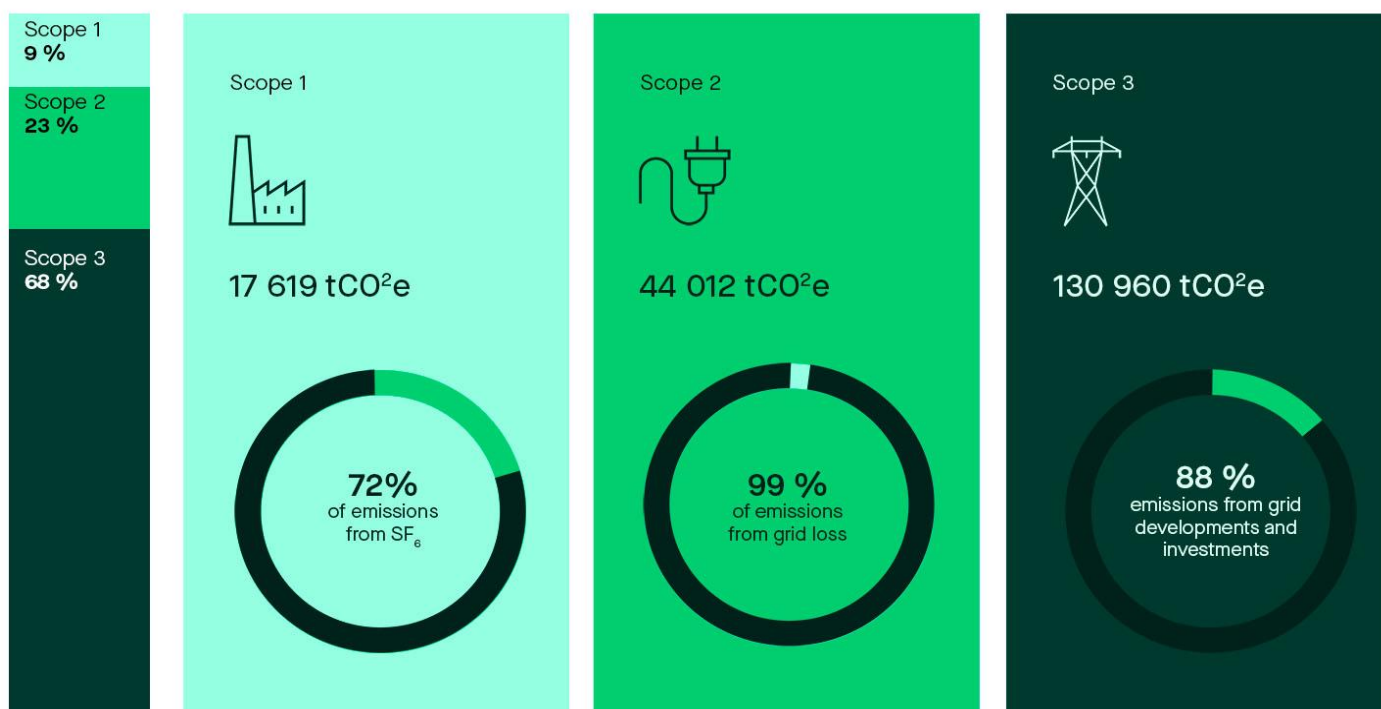 Scope 1
9 %
Scope 2
23 %
Scope 3
68 %
Scope 1
17 619 tCO²e
72%
of emissions
from SF₆
Scope 2
44 012 tCO²e
99 %
of emissions
from grid loss
Scope 3
130 960 tCO²e
88 %
emissions from grid
developments and
investments